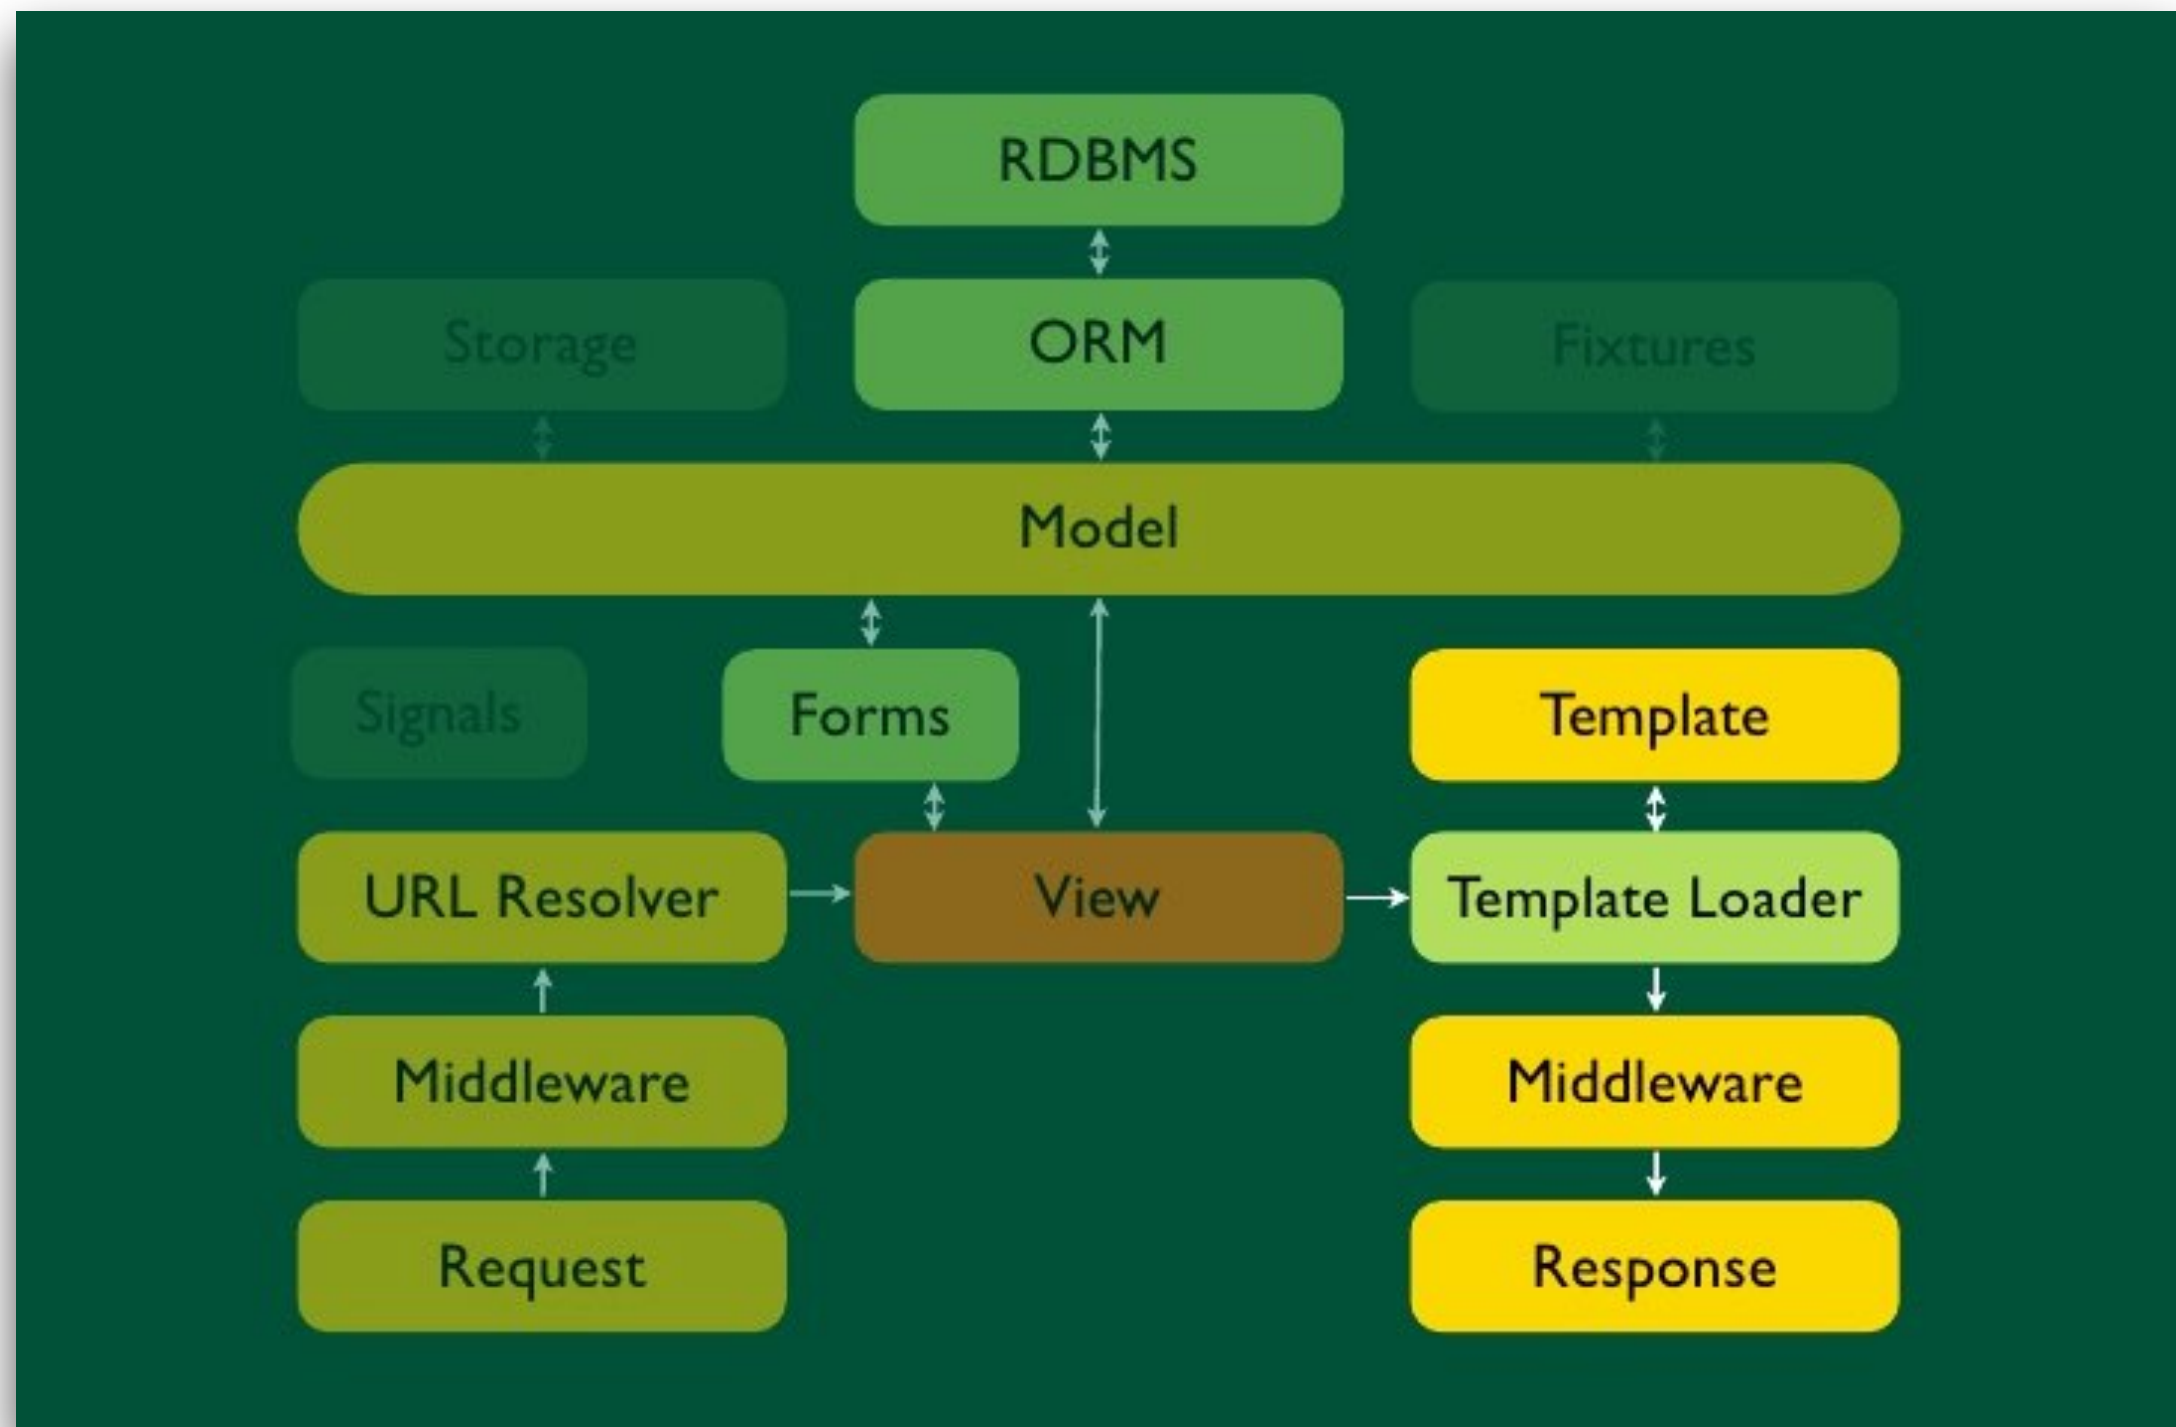 RDBMS
Storage
ORM
Fixtures
Model
Signals
Forms
Template
URL Resolver
View
Template Loader
Middleware
Middleware
Request
Response